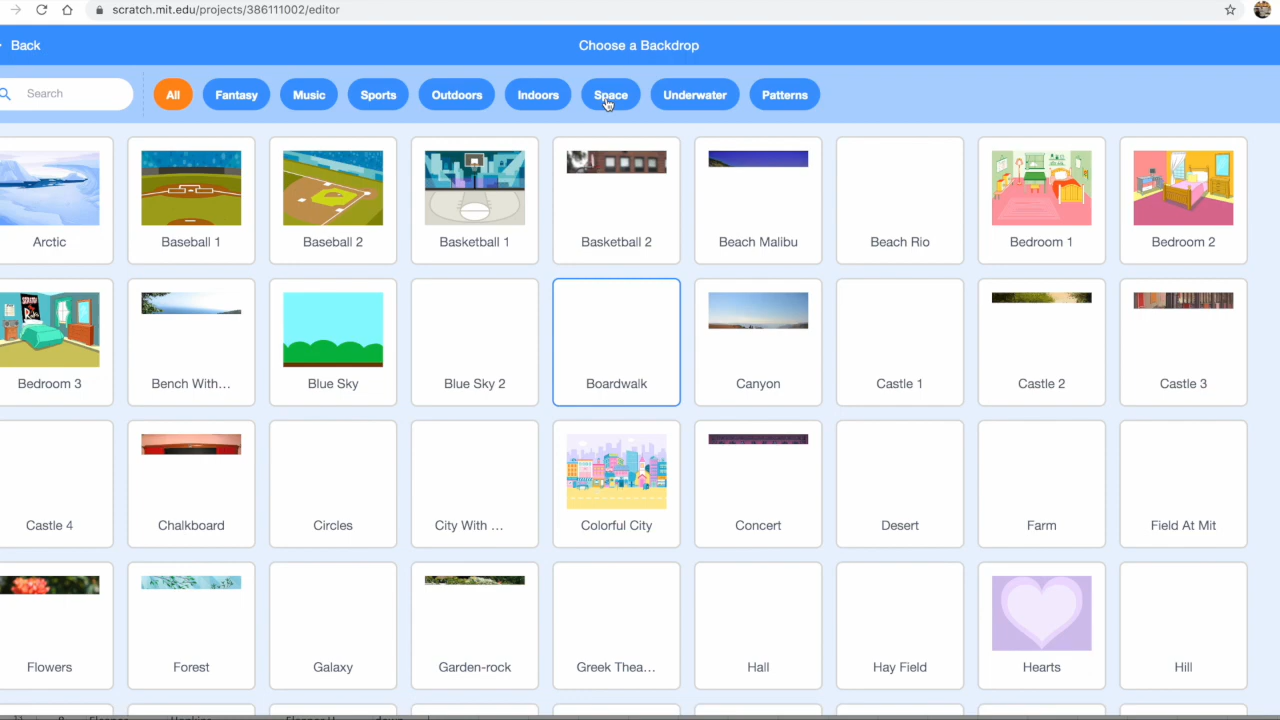 scratch.mit.edu/projects/386111002/editor
Back
Choose a Backdrop
Search
All
Fantasy
Music
Sports
Outdoors
Indoors
Space
Underwater
Patterns
Arctic
Baseball 1
Baseball 2
Basketball 1
Basketball 2
Beach Malibu
Beach Rio
Bedroom 1
Bedroom 2
Bedroom 3
Bench With...
Blue Sky
Blue Sky 2
Boardwalk
Canyon
Castle 1
Castle 2
Castle 3
Castle 4
Chalkboard
Circles
City With ...
Colorful City
Concert
Desert
Farm
Field At Mit
Flowers
Forest
Galaxy
Garden-rock
Greek Thea...
Hall
Hay Field
Hearts
Hill